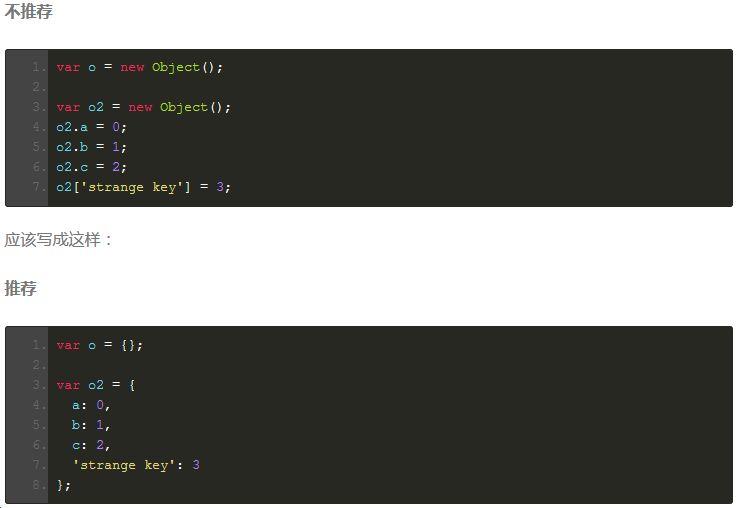 不推荐
1. var o = new Object();
2.
3. var o2 = new Object();
4. o2.a = 0;
5. o2.b = 1;
6. o2.c = 2;
7. o2['strange key'] = 3;
应该写成这样：
推荐
1. var o = {};
2.
3. var o2 = {
4.   a: 0,
5.   b: 1,
6.   c: 2,
7.   'strange key': 3
8. };